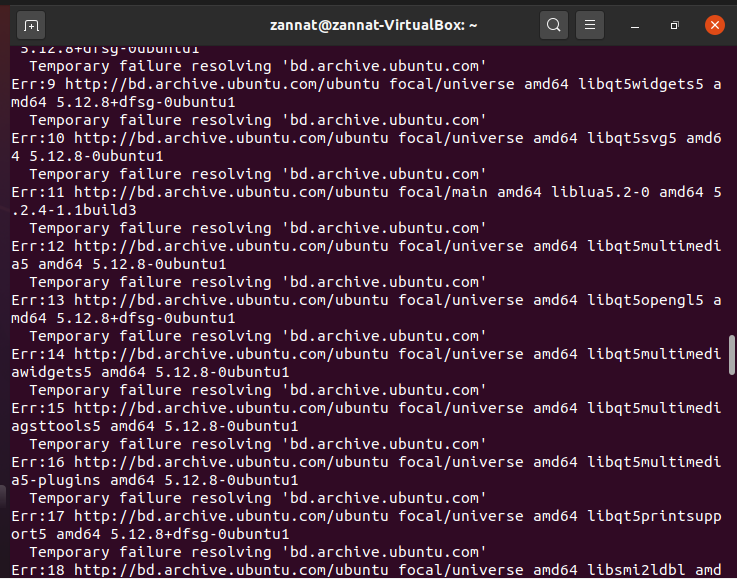 zannat@zannat-VirtualBox: ~
5.12.8+dfsg-0ubuntu1
  Temporary failure resolving 'bd.archive.ubuntu.com'
Err:9 http://bd.archive.ubuntu.com/ubuntu focal/universe amd64 libqt5widgets5 a
md64 5.12.8+dfsg-0ubuntu1
  Temporary failure resolving 'bd.archive.ubuntu.com'
Err:10 http://bd.archive.ubuntu.com/ubuntu focal/universe amd64 libqt5svg5 amd6
4 5.12.8-0ubuntu1
  Temporary failure resolving 'bd.archive.ubuntu.com'
Err:11 http://bd.archive.ubuntu.com/ubuntu focal/main amd64 liblua5.2-0 amd64 5
.2.4-1.1build3
  Temporary failure resolving 'bd.archive.ubuntu.com'
Err:12 http://bd.archive.ubuntu.com/ubuntu focal/universe amd64 libqt5multimedi
a5 amd64 5.12.8-0ubuntu1
  Temporary failure resolving 'bd.archive.ubuntu.com'
Err:13 http://bd.archive.ubuntu.com/ubuntu focal/universe amd64 libqt5opengl5 a
md64 5.12.8+dfsg-0ubuntu1
  Temporary failure resolving 'bd.archive.ubuntu.com'
Err:14 http://bd.archive.ubuntu.com/ubuntu focal/universe amd64 libqt5multimedi
awidgets5 amd64 5.12.8-0ubuntu1
  Temporary failure resolving 'bd.archive.ubuntu.com'
Err:15 http://bd.archive.ubuntu.com/ubuntu focal/universe amd64 libqt5multimedi
agsttools5 amd64 5.12.8-0ubuntu1
  Temporary failure resolving 'bd.archive.ubuntu.com'
Err:16 http://bd.archive.ubuntu.com/ubuntu focal/universe amd64 libqt5multimedi
a5-plugins amd64 5.12.8-0ubuntu1
  Temporary failure resolving 'bd.archive.ubuntu.com'
Err:17 http://bd.archive.ubuntu.com/ubuntu focal/universe amd64 libqt5printsupp
ort5 amd64 5.12.8+dfsg-0ubuntu1
  Temporary failure resolving 'bd.archive.ubuntu.com'
Err:18 http://bd.archive.ubuntu.com/ubuntu focal/universe amd64 libsmi2ldbl amd